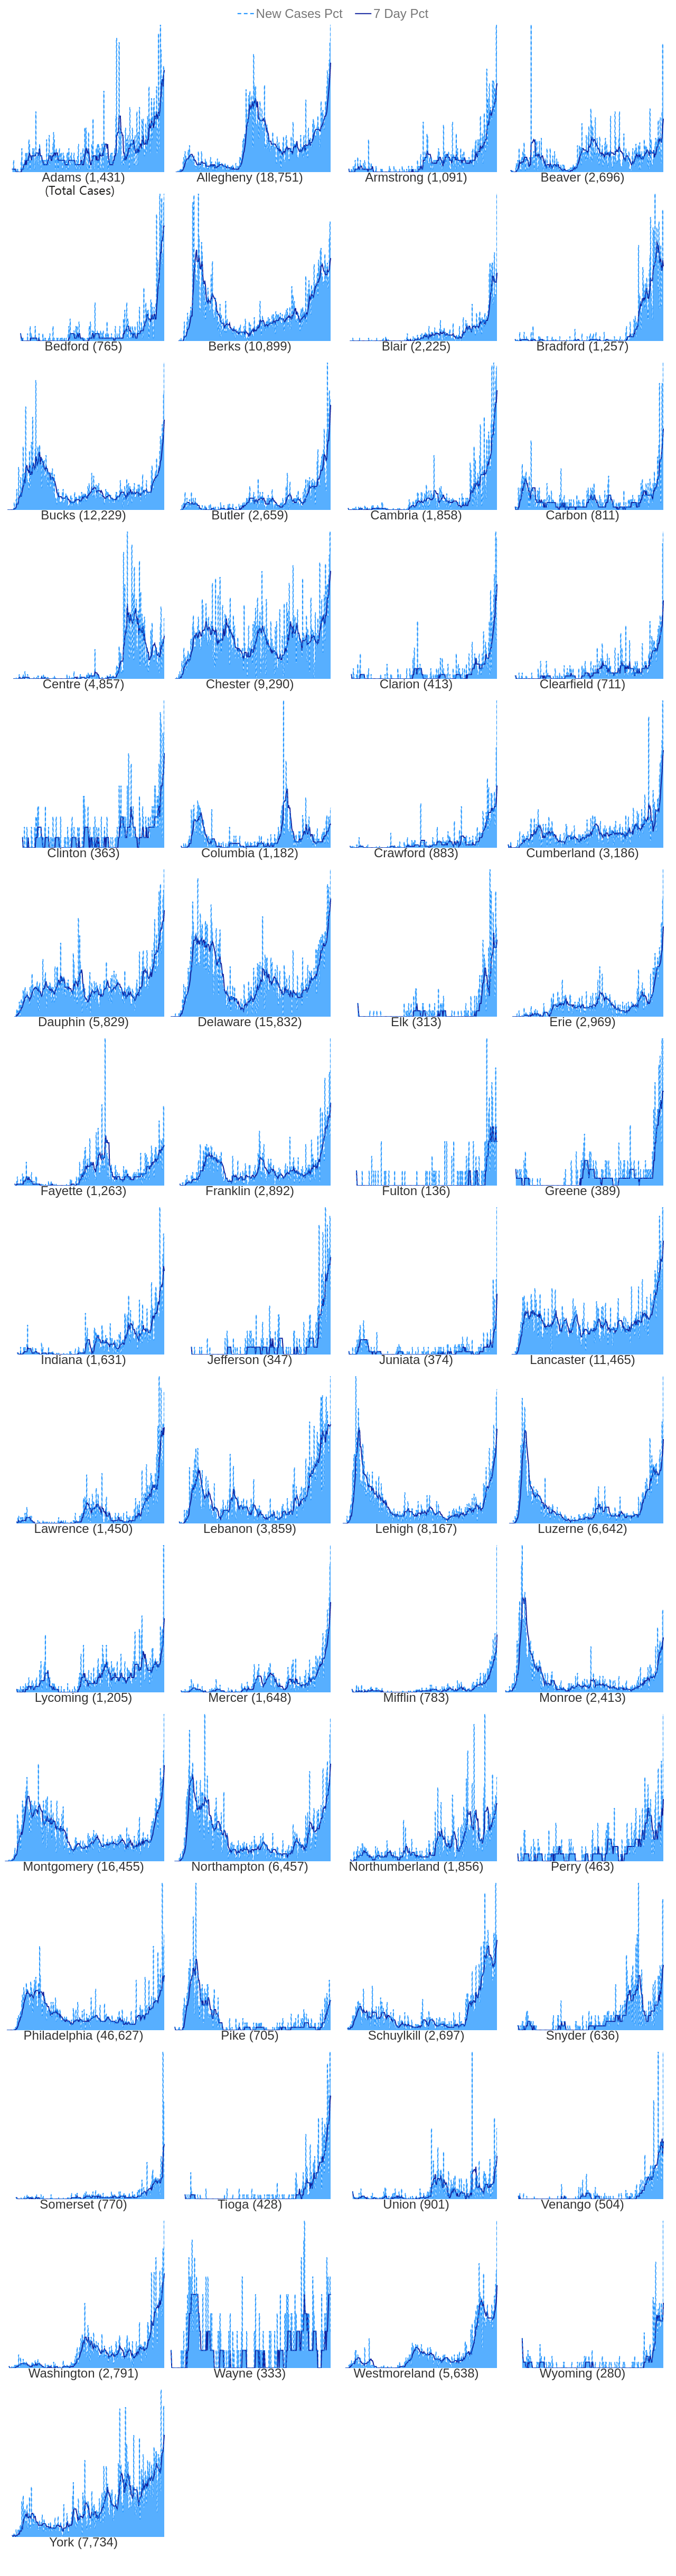 New Cases Pct 7 Day Pct
Adams (1,431) Allegheny (18,751) Armstrong (1,091) Beaver (2,696)
(Total Cases)
Bedford (765) Berks (10,899) Blair (2,225) Bradford (1,257)
Bucks (12,229) Butler (2,659) Cambria (1,858) Carbon (811)
Centre (4,857) Chester (9,290) Clarion (413) Clearfield (711)
Clinton (363) Columbia (1,182) Crawford (883) Cumberland (3,186)
Dauphin (5,829) Delaware (15,832) Elk (313) Erie (2,969)
Fayette (1,263) Franklin (2,892) Fulton (136) Greene (389)
Indiana (1,631) Jefferson (347) Juniata (374) Lancaster (11,465)
Lawrence (1,450) Lebanon (3,859) Lehigh (8,167) Luzerne (6,642)
Lycoming (1,205) Mercer (1,648) Mifflin (783) Monroe (2,413)
Montgomery (16,455) Northampton (6,457) Northumberland (1,856) Perry (463)
Philadelphia (46,627) Pike (705) Schuylkill (2,697) Snyder (636)
Somerset (770) Tioga (428) Union (901) Venango (504)
Washington (2,791) Wayne (333) Westmoreland (5,638) Wyoming (280)
York (7,734)